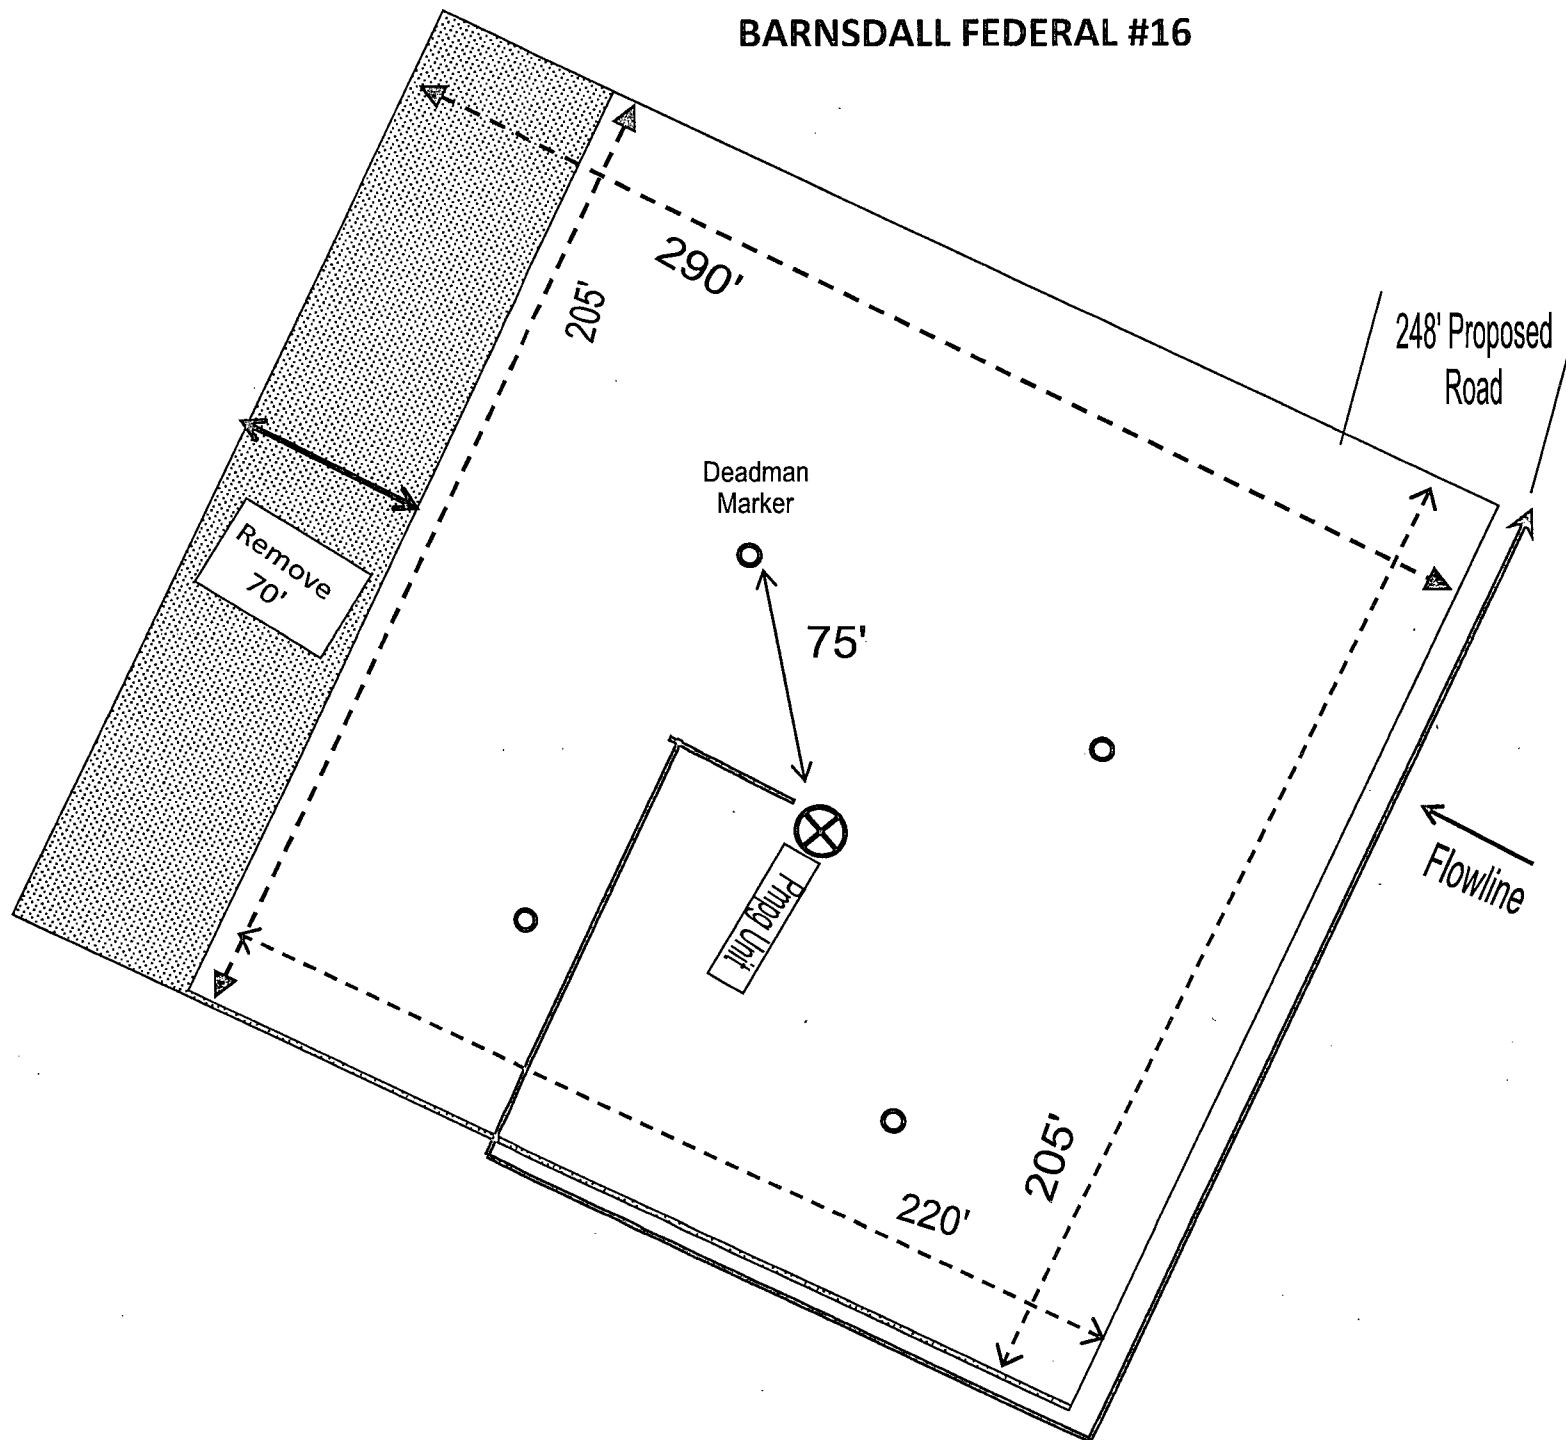 BARNSDALL FEDERAL #16
290'
205'
248' Proposed
Road
Deadman
Marker
Remove
70'
75'
Pmpg Unit
Flowline
205'
220'